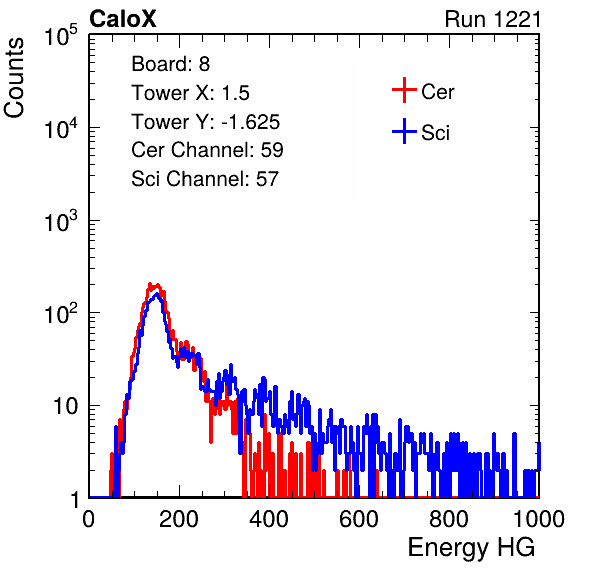 CaloX Run 1221
Counts
Board: 8
Tower X: 1.5
Tower Y: -1.625
Cer Channel: 59
Sci Channel: 57
Cer
Sci
10^5
10^4
10^3
10^2
10
1
0 200 400 600 800 1000
Energy HG